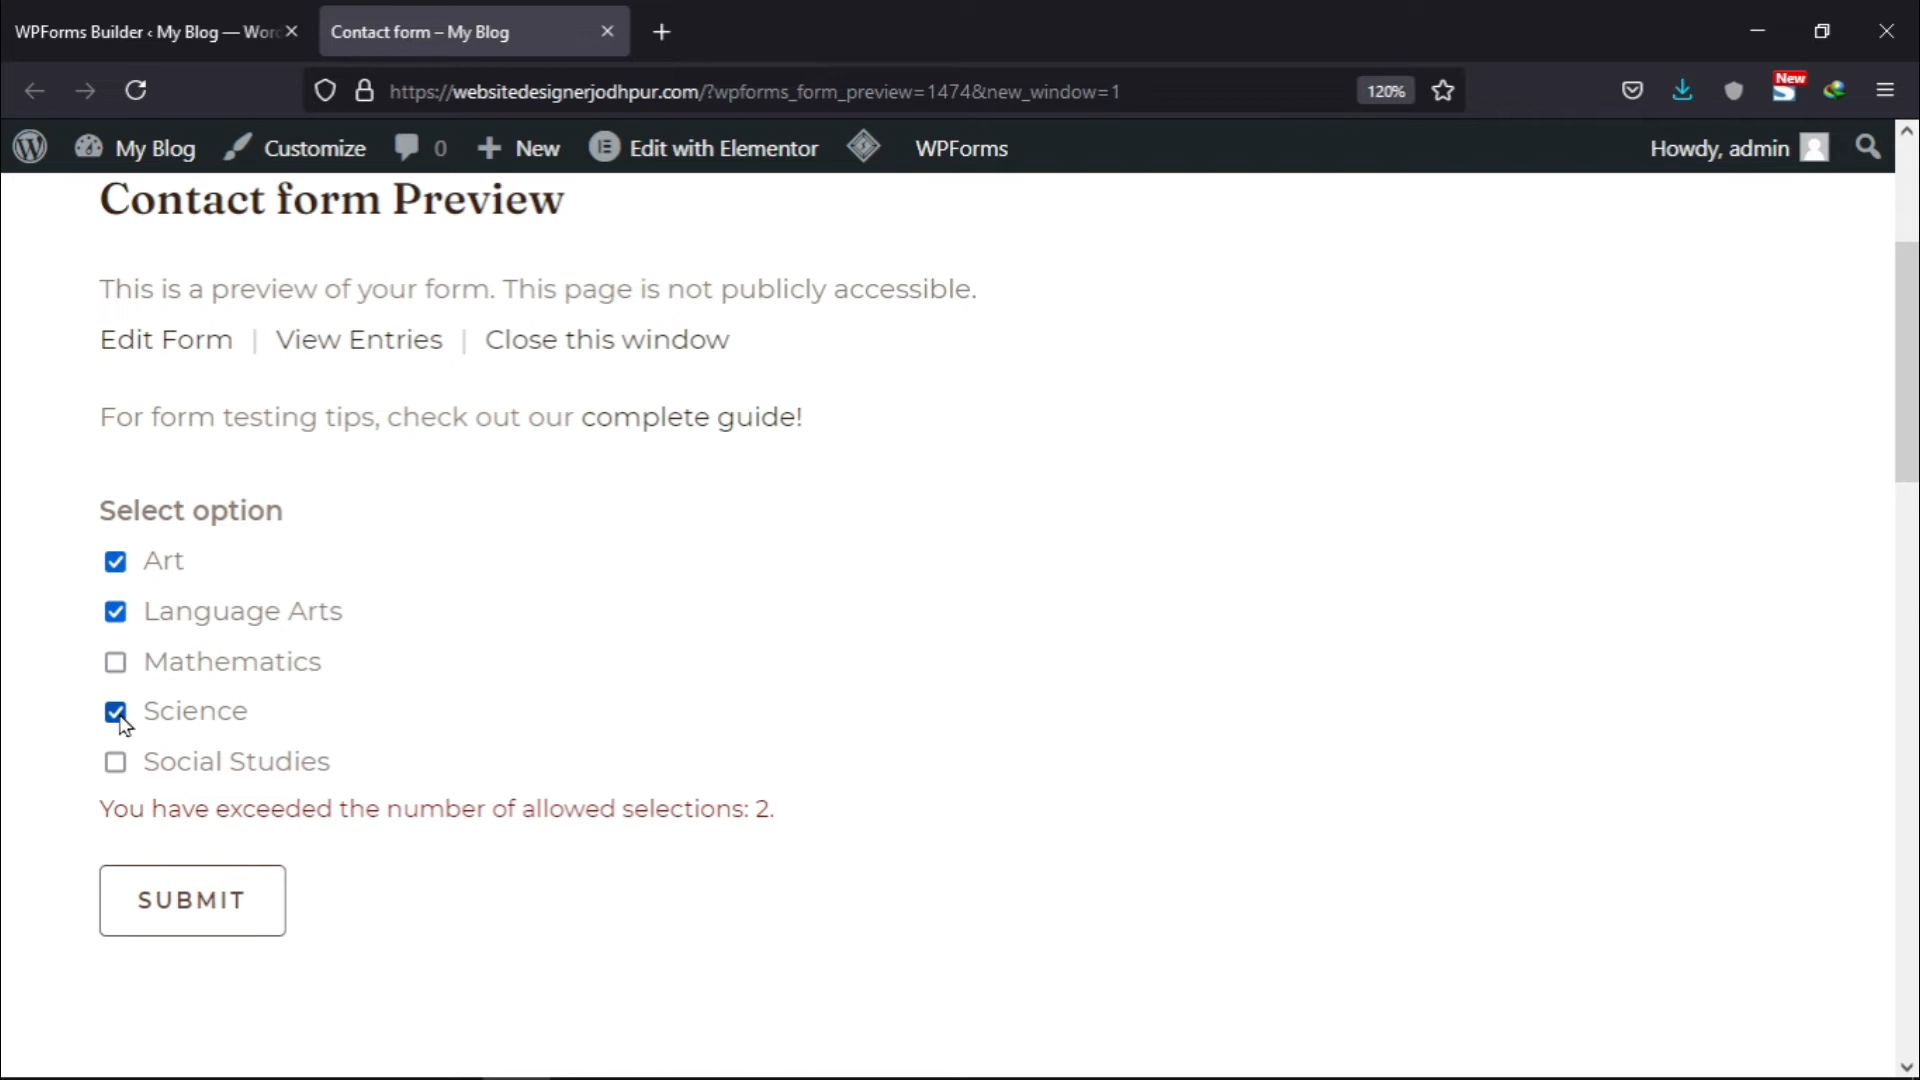 WPForms Builder ‹ My Blog — Wor
Contact form – My Blog
https://websitedesignerjodhpur.com/?wpforms_form_preview=1474&new_window=1
120%
New
My Blog
Customize
0
New
Edit with Elementor
WPForms
Howdy, admin
Contact form Preview
This is a preview of your form. This page is not publicly accessible.
Edit Form | View Entries | Close this window
For form testing tips, check out our complete guide!
Select option
Art
Language Arts
Mathematics
Science
Social Studies
You have exceeded the number of allowed selections: 2.
SUBMIT